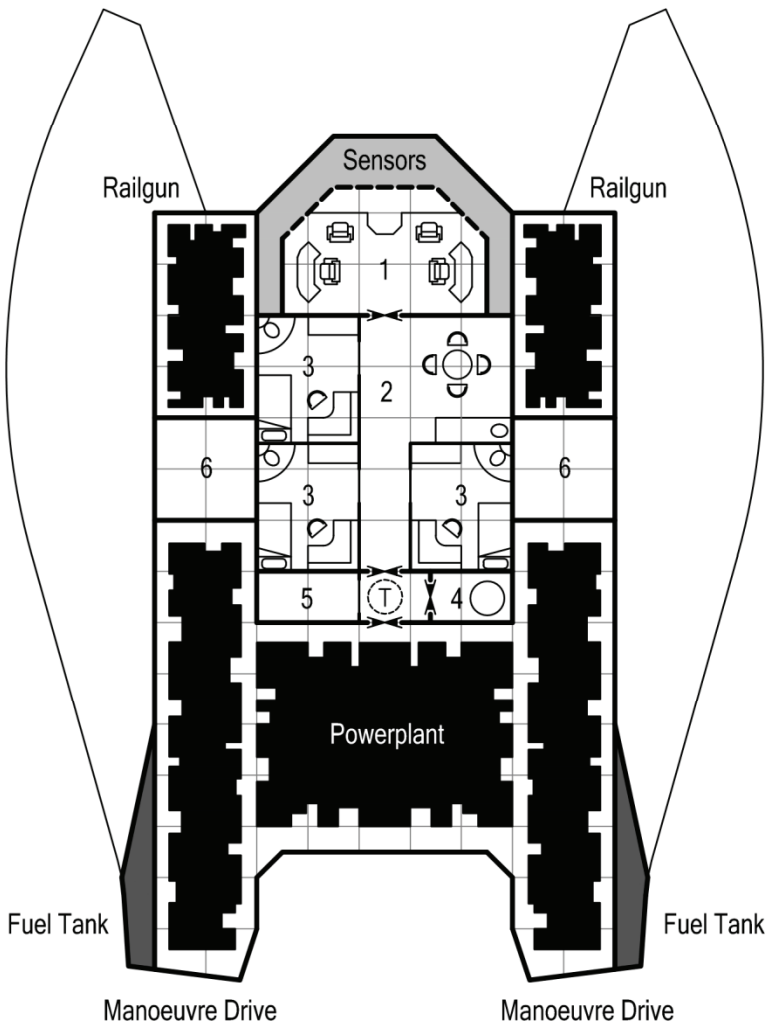 Sensors
Railgun
Railgun
1
3
2
6
6
3
3
5
T
4
Powerplant
Fuel Tank
Fuel Tank
Manoeuvre Drive
Manoeuvre Drive